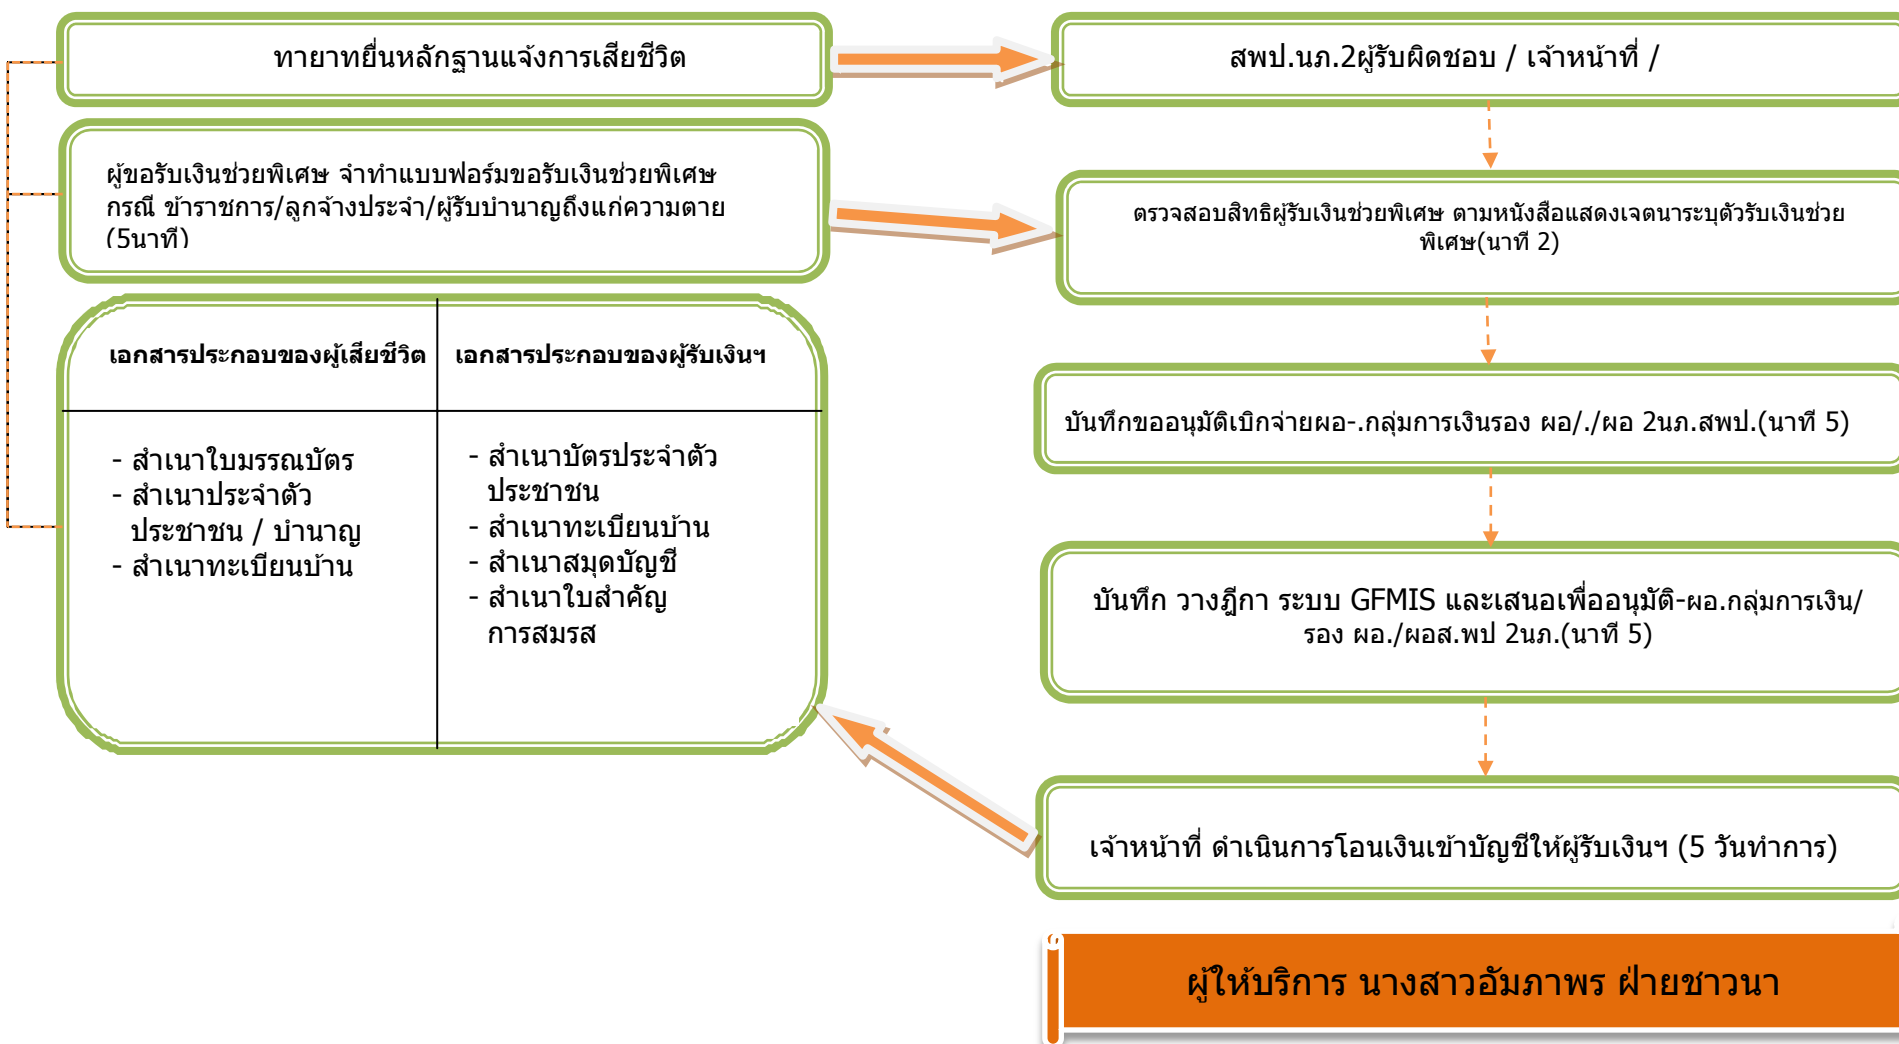 ทายาทยื่นหลักฐานแจ้งการเสียชีวิต
สพป.นภ.2ผู้รับผิดชอบ / เจ้าหน้าที่ /
ผู้ขอรับเงินช่วยพิเศษ จำทำแบบฟอร์มขอรับเงินช่วยพิเศษ
กรณี ข้าราชการ/ลูกจ้างประจำ/ผู้รับบำนาญถึงแก่ความตาย
(5นาที)
ตรวจสอบสิทธิผู้รับเงินช่วยพิเศษ ตามหนังสือแสดงเจตนาระบุตัวรับเงินช่วย
พิเศษ(นาที 2)
เอกสารประกอบของผู้เสียชีวิต
- สำเนาใบมรรณบัตร
- สำเนาประจำตัว
ประชาชน / บำนาญ
- สำเนาทะเบียนบ้าน
เอกสารประกอบของผู้รับเงินฯ
- สำเนาบัตรประจำตัว
ประชาชน
- สำเนาทะเบียนบ้าน
- สำเนาสมุดบัญชี
- สำเนาใบสำคัญ
การสมรส
บันทึกขออนุมัติเบิกจ่ายผอ-.กลุ่มการเงินรอง ผอ/./ผอ 2นภ.สพป.(นาที 5)
บันทึก วางฎีกา ระบบ GFMIS และเสนอเพื่ออนุมัติ-ผอ.กลุ่มการเงิน/
รอง ผอ./ผอส.พป 2นภ.(นาที 5)
เจ้าหน้าที่ ดำเนินการโอนเงินเข้าบัญชีให้ผู้รับเงินฯ (5 วันทำการ)
ผู้ให้บริการ นางสาวอัมภาพร ฝ่ายชาวนา